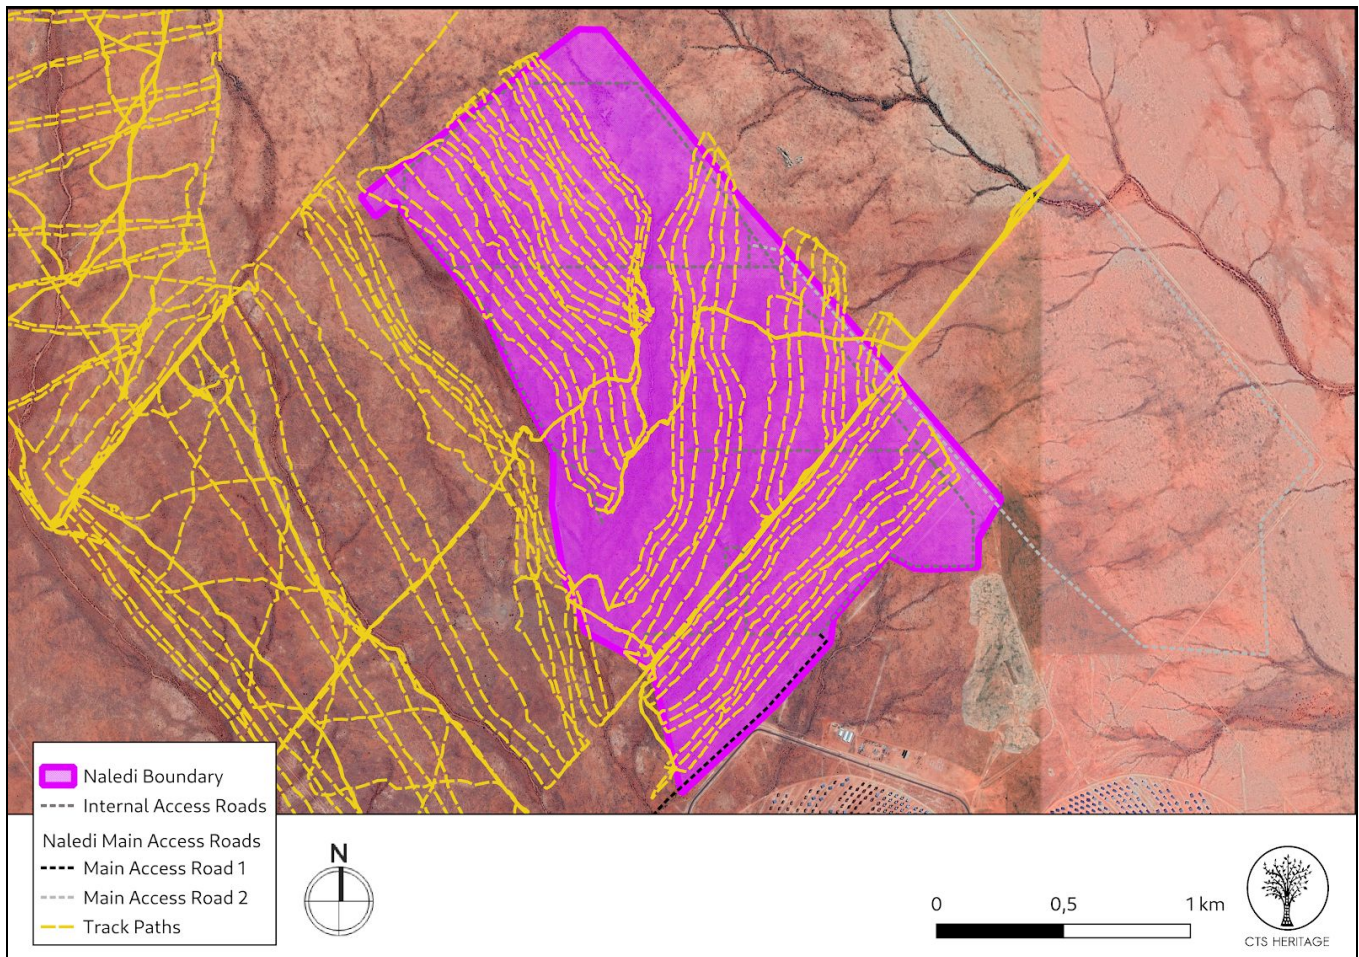 Naledi Boundary
Internal Access Roads
Naledi Main Access Roads
Main Access Road 1
Main Access Road 2
Track Paths
N
0 0,5 1 km
CTS HERITAGE